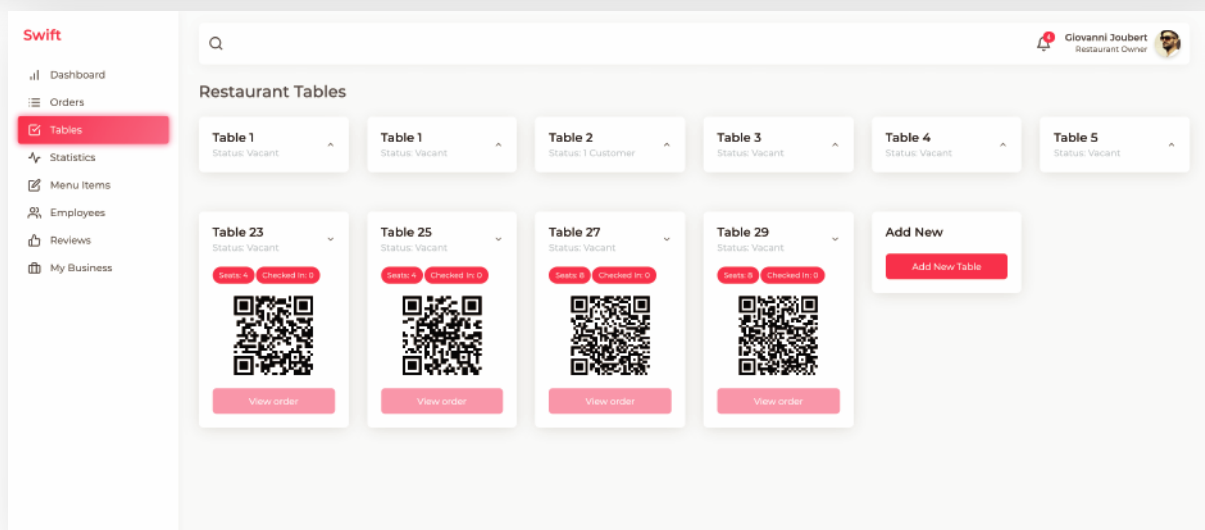 Swift
Dashboard
Orders
Tables
Statistics
Menu Items
Employees
Reviews
My Business
Giovanni Joubert
Restaurant Owner
Restaurant Tables
Table 1
Status: Vacant
Table 1
Status: Vacant
Table 2
Status: 1 Customer
Table 3
Status: Vacant
Table 4
Status: Vacant
Table 5
Status: Vacant
Table 23
Status: Vacant
Seats: 4 Checked In: 0
View order
Table 25
Status: Vacant
Seats: 4 Checked In: 0
View order
Table 27
Status: Vacant
Seats: 8 Checked In: 0
View order
Table 29
Status: Vacant
Seats: 8 Checked In: 0
View order
Add New
Add New Table